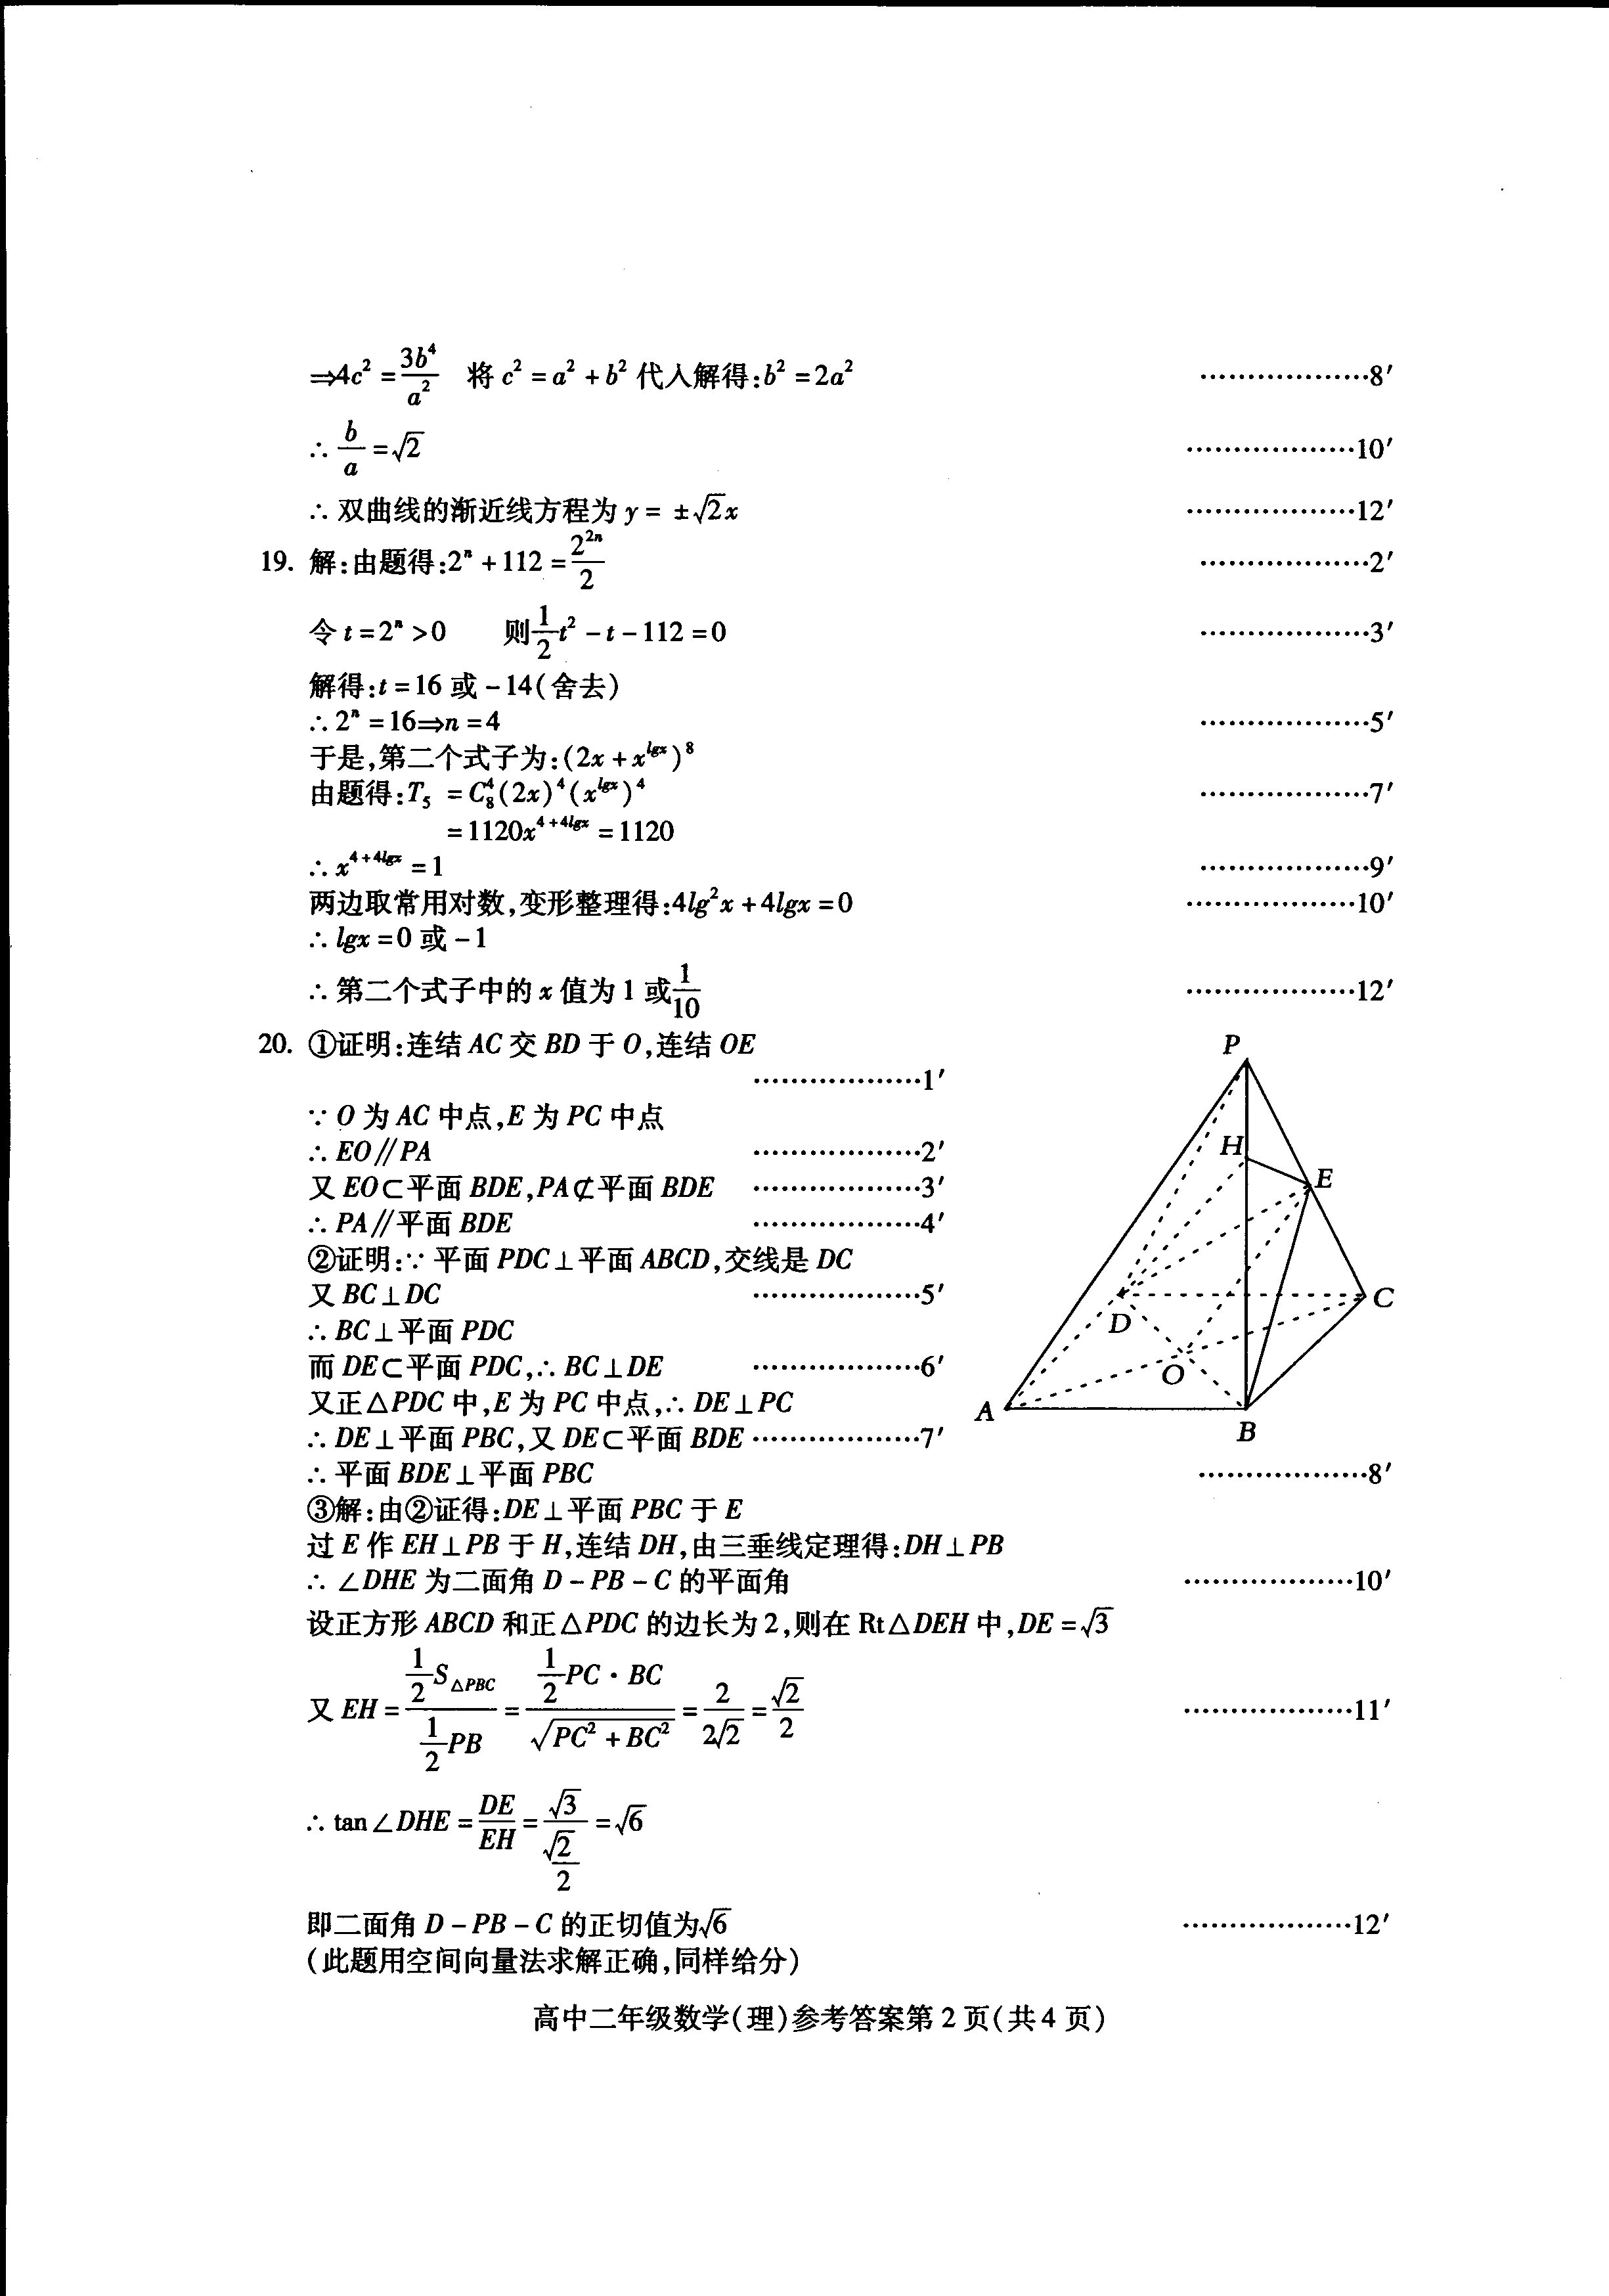 ⇒4c² = 3b⁴/a² 将 c² = a² + b² 代入解得:b² = 2a² ………………8′
∴ b/a = √2 ………………10′
∴ 双曲线的渐近线方程为 y = ±√2x ………………12′
19. 解:由题得:2ⁿ + 112 = 2²ⁿ/2 ………………2′
令 t = 2ⁿ > 0 则 1/2 t² - t - 112 = 0 ………………3′
解得:t = 16 或 - 14(舍去)
∴ 2ⁿ = 16⇒n = 4 ………………5′
于是,第二个式子为:(2x + x^{lgx})⁸
由题得:T₅ = C₈⁴(2x)⁴(x^{lgx})⁴ ………………7′
= 1120x^{4+4lgx} = 1120
∴ x^{4+4lgx} = 1 ………………9′
两边取常用对数,变形整理得:4lg²x + 4lgx = 0 ………………10′
∴ lgx = 0 或 - 1
∴ 第二个式子中的 x 值为 1 或 1/10 ………………12′
20. ①证明:连结 AC 交 BD 于 O,连结 OE
………………1′
∵ O 为 AC 中点,E 为 PC 中点
∴ EO∥PA ………………2′
又 EO⊂平面 BDE,PA⊄平面 BDE ………………3′
∴ PA∥平面 BDE ………………4′
②证明:∵ 平面 PDC⊥平面 ABCD,交线是 DC
又 BC⊥DC ………………5′
∴ BC⊥平面 PDC
而 DE⊂平面 PDC,∴ BC⊥DE ………………6′
又正△PDC 中,E 为 PC 中点,∴ DE⊥PC
∴ DE⊥平面 PBC,又 DE⊂平面 BDE ………………7′
∴ 平面 BDE⊥平面 PBC ………………8′
P
H
E
D
C
O
A
B
③解:由②证得:DE⊥平面 PBC 于 E
过 E 作 EH⊥PB 于 H,连结 DH,由三垂线定理得:DH⊥PB
∴ ∠DHE 为二面角 D - PB - C 的平面角 ………………10′
设正方形 ABCD 和正△PDC 的边长为 2,则在 Rt△DEH 中,DE = √3
又 EH = (1/2 S△PBC)/(1/2 PB) = (1/2 PC · BC)/√(PC² + BC²) = 2/(2√2) = √2/2 ………………11′
∴ tan∠DHE = DE/EH = √3/(√2/2) = √6
即二面角 D - PB - C 的正切值为√6 ………………12′
(此题用空间向量法求解正确,同样给分)
高中二年级数学(理)参考答案第 2 页(共 4 页)